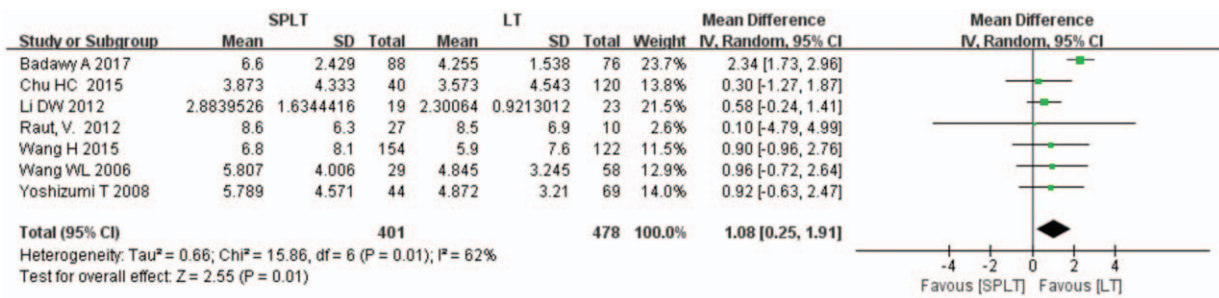 SPLT LT Mean Difference Mean Difference
Study or Subgroup Mean SD Total Mean SD Total Weight IV, Random, 95% CI IV, Random, 95% CI
Badawy A 2017 6.6 2.429 88 4.255 1.538 76 23.7% 2.34 [1.73, 2.96]
Chu HC 2015 3.873 4.333 40 3.573 4.543 120 13.8% 0.30 [-1.27, 1.87]
Li DW 2012 2.8839526 1.6344416 19 2.30064 0.9213012 23 21.5% 0.58 [-0.24, 1.41]
Raut, V. 2012 8.6 6.3 27 8.5 6.9 10 2.6% 0.10 [-4.79, 4.99]
Wang H 2015 6.8 8.1 154 5.9 7.6 122 11.5% 0.90 [-0.96, 2.76]
Wang WL 2006 5.807 4.006 29 4.845 3.245 58 12.9% 0.96 [-0.72, 2.64]
Yoshizumi T 2008 5.789 4.571 44 4.872 3.21 69 14.0% 0.92 [-0.63, 2.47]
Total (95% CI) 401 478 100.0% 1.08 [0.25, 1.91]
Heterogeneity: Tau² = 0.66; Chi² = 15.86, df = 6 (P = 0.01); I² = 62%
Test for overall effect: Z = 2.55 (P = 0.01)
-4 -2 0 2 4
Favous [SPLT] Favous [LT]